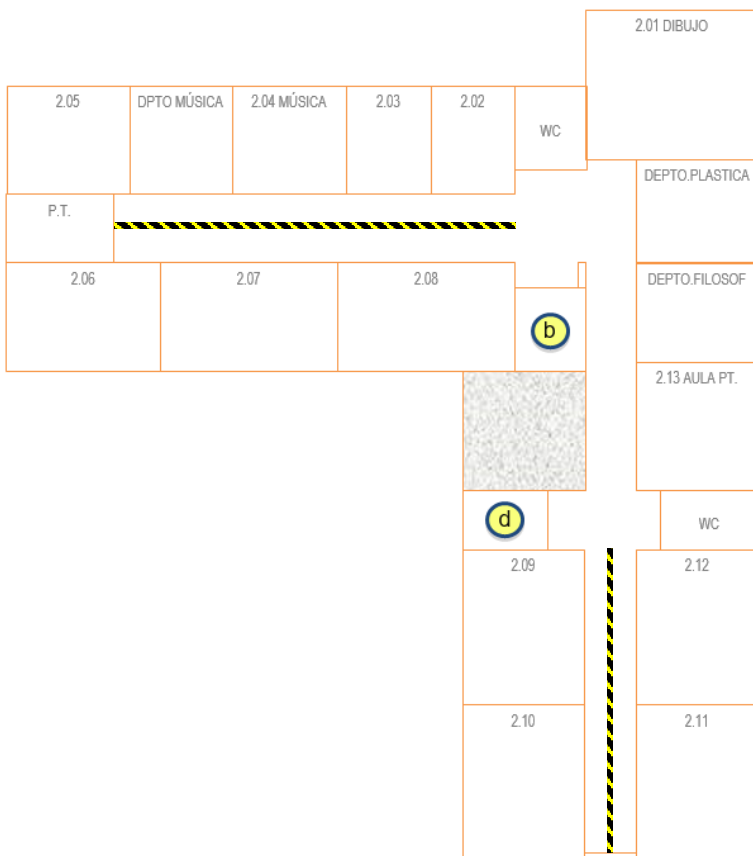 2.01 DIBUJO
2.05
DPTO MÚSICA
2.04 MÚSICA
2.03
2.02
WC
DEPTO.PLASTICA
P.T.
2.06
2.07
2.08
DEPTO.FILOSOF
b
2.13 AULA PT.
d
WC
2.09
2.12
2.10
2.11